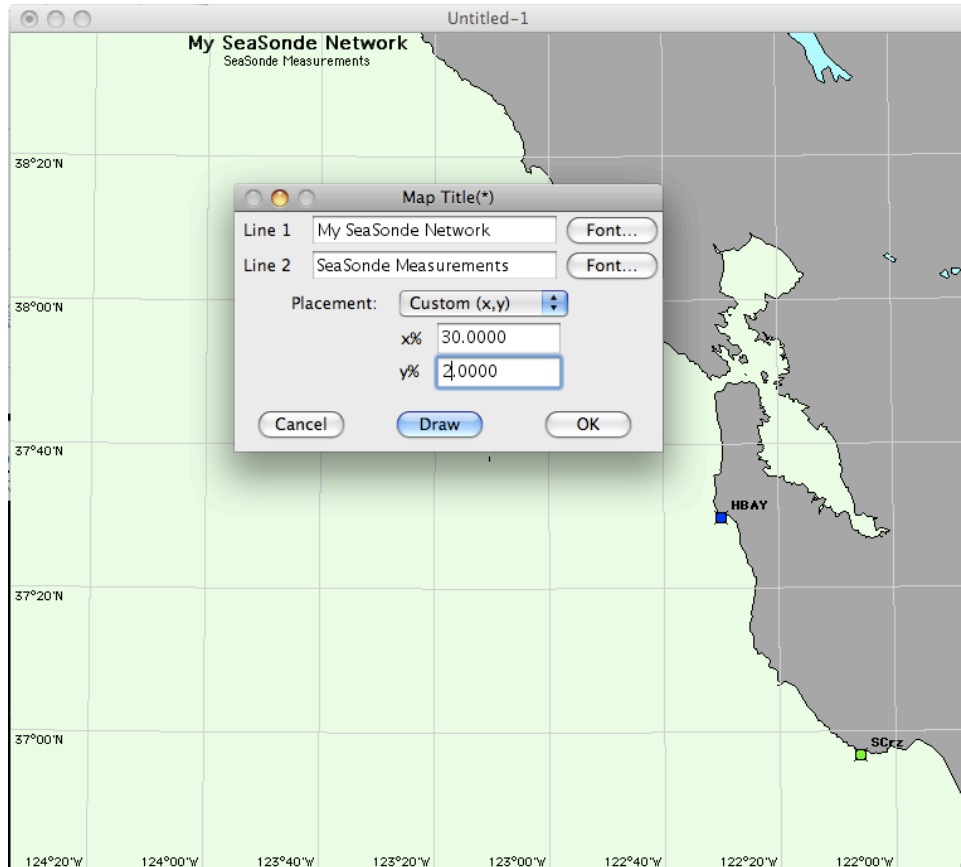 Untitled-1
My SeaSonde Network
SeaSonde Measurements
38°20'N
Map Title(*)
Line 1 My SeaSonde Network Font...
Line 2 SeaSonde Measurements Font...
38°00'N
Placement: Custom (x,y)
x% 30.0000
y% 2.0000
Cancel Draw OK
37°40'N
HBAY
37°20'N
37°00'N
SCrz
124°20'W 124°00'W 123°40'W 123°20'W 123°00'W 122°40'W 122°20'W 122°00'W